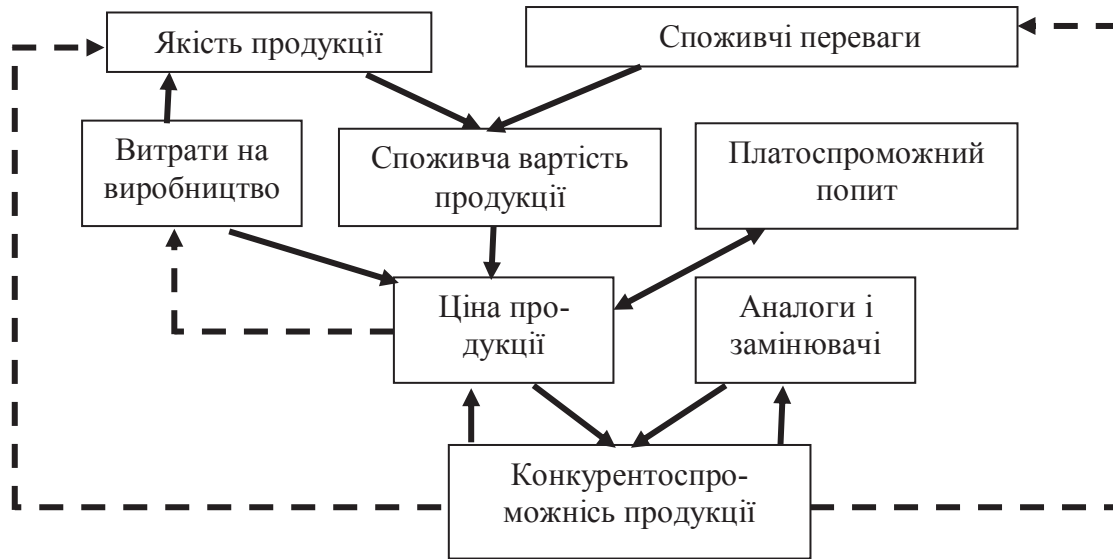 Якість продукції
Споживчі переваги
Витрати на
виробництво
Споживча вартість
продукції
Платоспроможний
попит
Ціна про-
дукції
Аналоги і
замінювачі
Конкурентоспро-
можнісь продукції